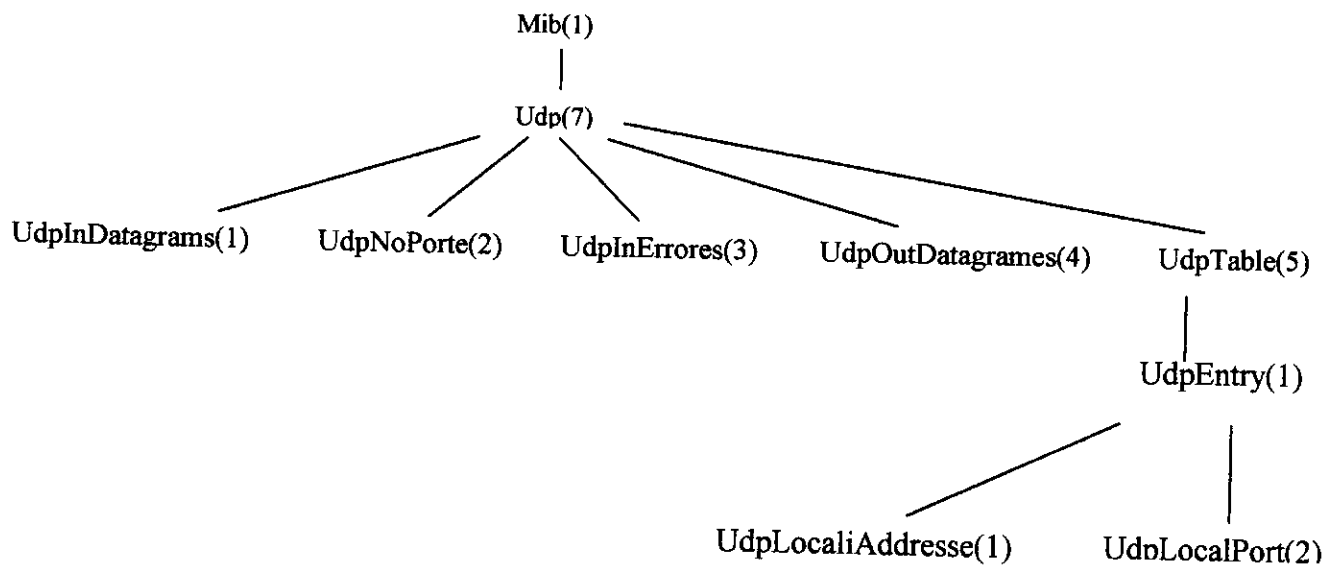 Mib(1)
Udp(7)
UdpInDatagrams(1)
UdpNoPorte(2)
UdpInErrores(3)
UdpOutDatagrames(4)
UdpTable(5)
UdpEntry(1)
UdpLocaliAddresse(1)
UdpLocalPort(2)